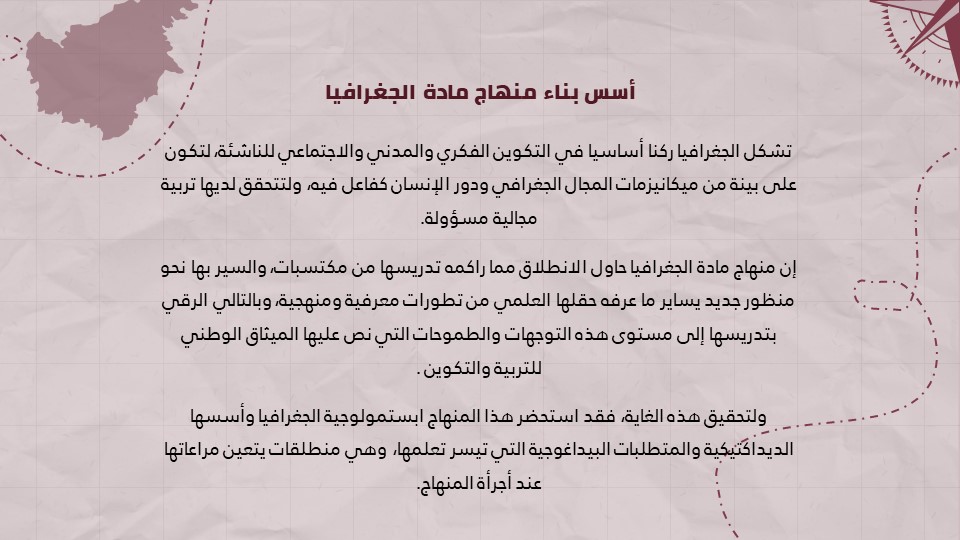 أسس بناء منهاج مادة الجغرافيا
تشكل الجغرافيا ركنا أساسيا في التكوين الفكري والمدني والاجتماعي للناشئة، لتكون
على بينة من ميكانيزمات المجال الجغرافي ودور الإنسان كفاعل فيه، ولتتحقق لديها تربية
مجالية مسؤولة.
إن منهاج مادة الجغرافيا حاول الانطلاق مما راكمه تدريسها من مكتسبات، والسير بها نحو
منظور جديد يساير ما عرفه حقلها العلمي من تطورات معرفية ومنهجية، وبالتالي الرقي
بتدريسها إلى مستوى هذه التوجهات والطموحات التي نص عليها الميثاق الوطني
للتربية والتكوين .
ولتحقيق هذه الغاية، فقد استحضر هذا المنهاج ابستمولوجية الجغرافيا وأسسها
الديداكتيكية والمتطلبات البيداغوجية التي تيسر تعلمها، وهي منطلقات يتعين مراعاتها
عند أجرأة المنهاج.